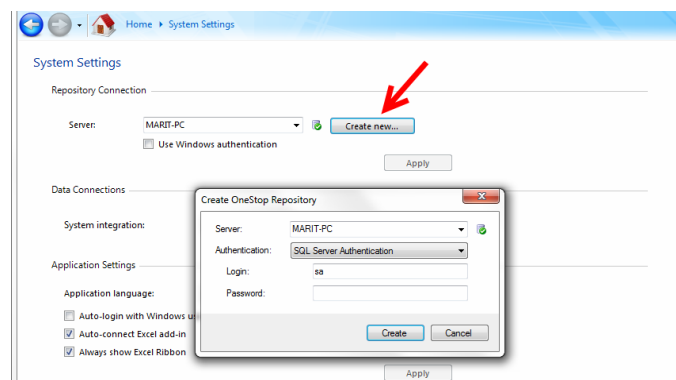 Home ▸ System Settings
System Settings
Repository Connection
Server: MARIT-PC Create new...
Use Windows authentication
Apply
Data Connections
Create OneStop Repository
x
System integration:
Server: MARIT-PC
Authentication: SQL Server Authentication
Application Settings
Login: sa
Application language:
Password:
Auto-login with Windows u
Auto-connect Excel add-in
Create Cancel
Always show Excel Ribbon
Apply